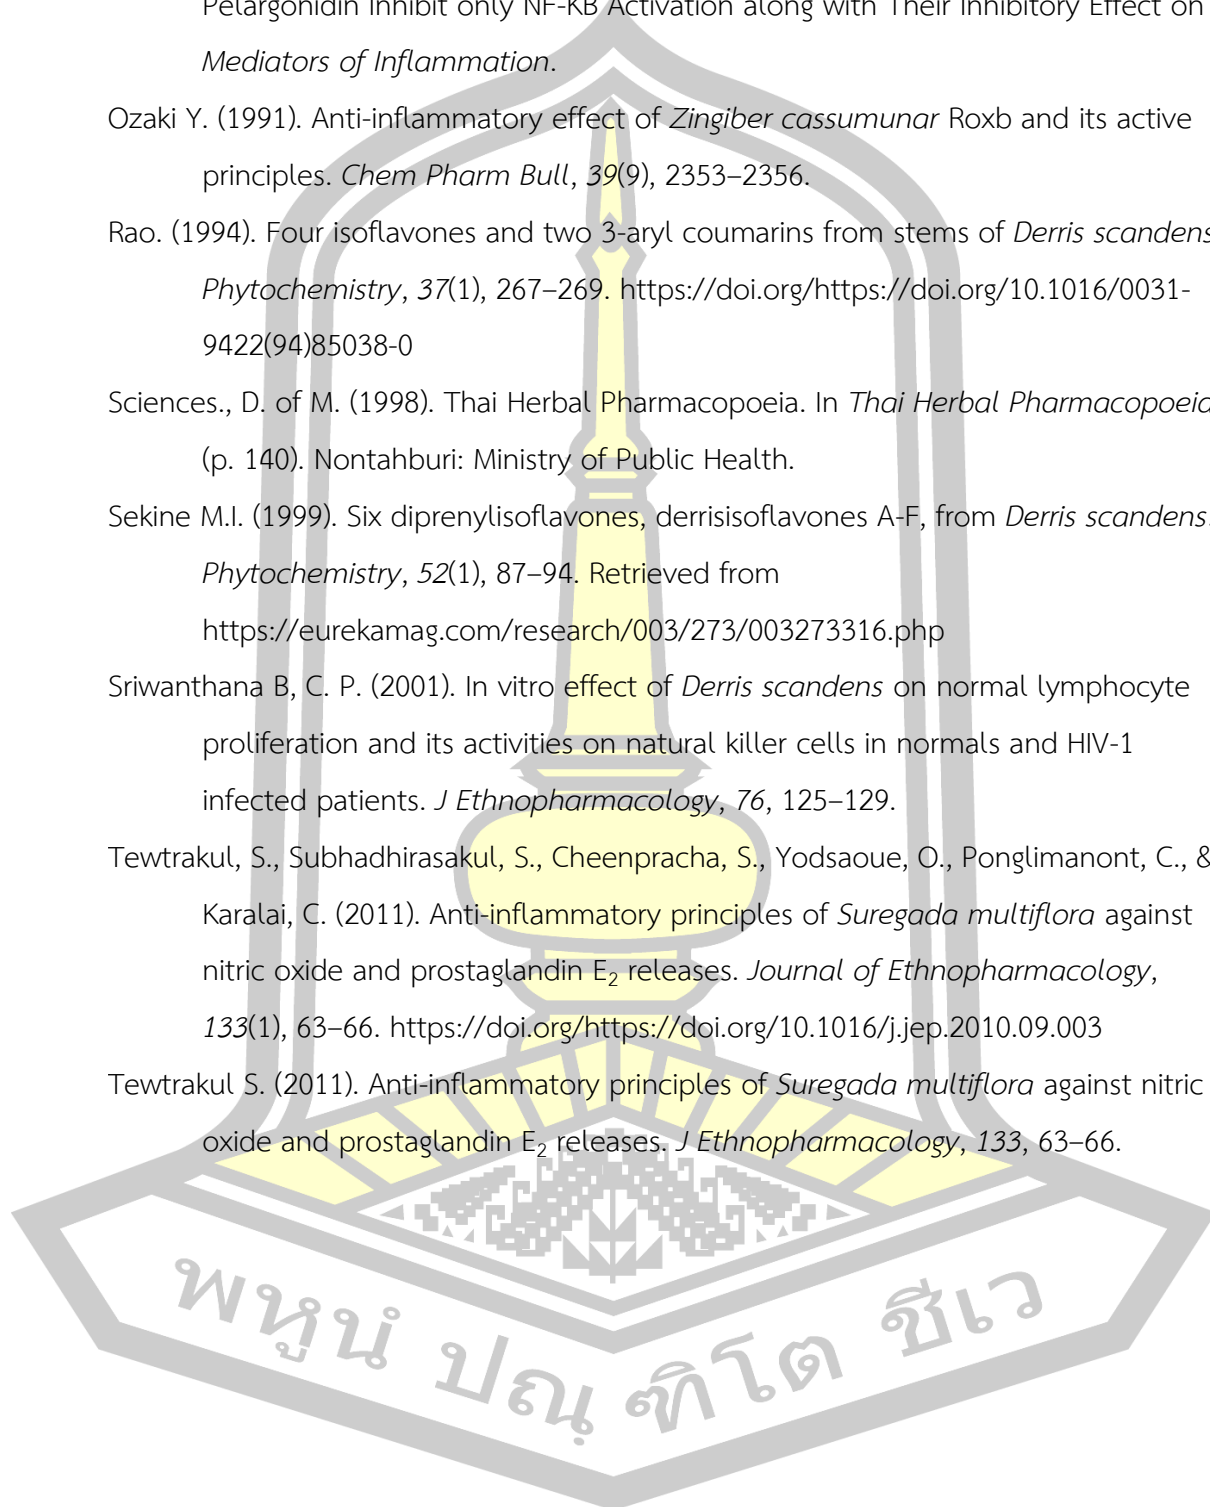 Pelargonidin Inhibit only NF-KB Activation along with Their Inhibitory Effect on
Mediators of Inflammation.
Ozaki Y. (1991). Anti-inflammatory effect of Zingiber cassumunar Roxb and its active
principles. Chem Pharm Bull, 39(9), 2353–2356.
Rao. (1994). Four isoflavones and two 3-aryl coumarins from stems of Derris scandens
Phytochemistry, 37(1), 267–269. https://doi.org/https://doi.org/10.1016/0031-
9422(94)85038-0
Sciences., D. of M. (1998). Thai Herbal Pharmacopoeia. In Thai Herbal Pharmacopoeia
(p. 140). Nontahburi: Ministry of Public Health.
Sekine M.I. (1999). Six diprenylisoflavones, derrisisoflavones A-F, from Derris scandens.
Phytochemistry, 52(1), 87–94. Retrieved from
https://eurekamag.com/research/003/273/003273316.php
Sriwanthana B, C. P. (2001). In vitro effect of Derris scandens on normal lymphocyte
proliferation and its activities on natural killer cells in normals and HIV-1
infected patients. J Ethnopharmacology, 76, 125–129.
Tewtrakul, S., Subhadhirasakul, S., Cheenpracha, S., Yodsaoue, O., Ponglimanont, C., &
Karalai, C. (2011). Anti-inflammatory principles of Suregada multiflora against
nitric oxide and prostaglandin E₂ releases. Journal of Ethnopharmacology,
133(1), 63–66. https://doi.org/https://doi.org/10.1016/j.jep.2010.09.003
Tewtrakul S. (2011). Anti-inflammatory principles of Suregada multiflora against nitric
oxide and prostaglandin E₂ releases. J Ethnopharmacology, 133, 63–66.
พหูนํ ปณฺฑิโต ชีเว